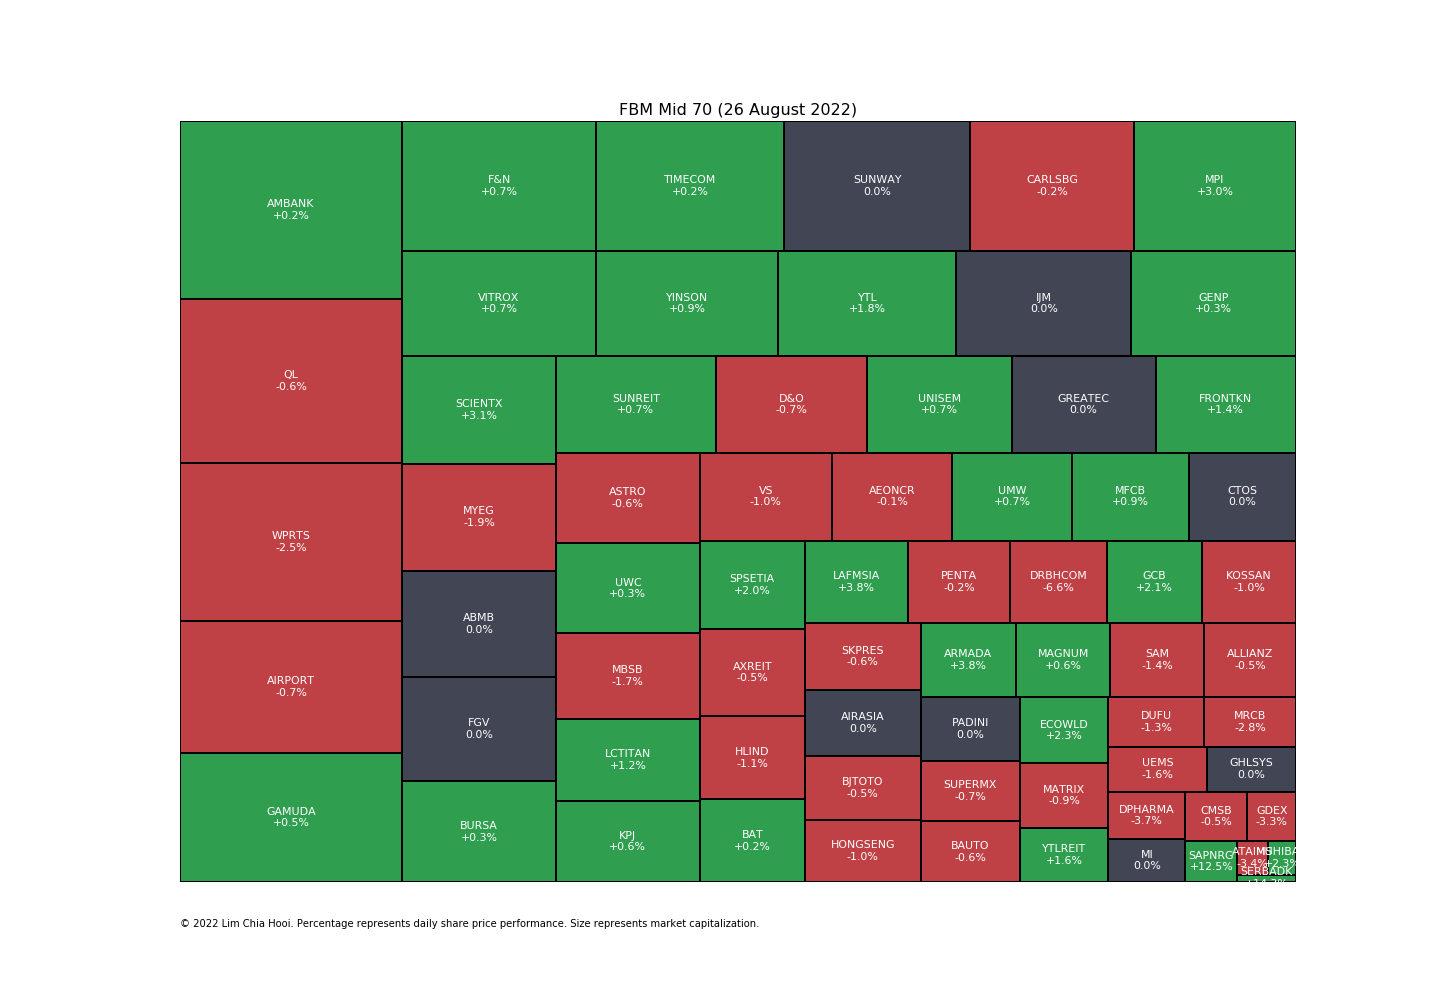 FBM Mid 70 (26 August 2022)
AMBANK
+0.2%
QL
-0.6%
WPRTS
-2.5%
AIRPORT
-0.7%
GAMUDA
+0.5%
F&N
+0.7%
TIMECOM
+0.2%
SUNWAY
0.0%
CARLSBG
-0.2%
MPI
+3.0%
VITROX
+0.7%
YINSON
+0.9%
YTL
+1.8%
IJM
0.0%
GENP
+0.3%
SCIENTX
+3.1%
MYEG
-1.9%
ABMB
0.0%
FGV
0.0%
BURSA
+0.3%
SUNREIT
+0.7%
D&O
-0.7%
UNISEM
+0.7%
GREATEC
0.0%
FRONTKN
+1.4%
ASTRO
-0.6%
UWC
+0.3%
MBSB
-1.7%
LCTITAN
+1.2%
KPJ
+0.6%
VS
-1.0%
AEONCR
-0.1%
UMW
+0.7%
MFCB
+0.9%
CTOS
0.0%
SPSETIA
+2.0%
AXREIT
-0.5%
HLIND
-1.1%
BAT
+0.2%
LAFMSIA
+3.8%
PENTA
-0.2%
DRBHCOM
-6.6%
GCB
+2.1%
KOSSAN
-1.0%
SKPRES
-0.6%
AIRASIA
0.0%
BJTOTO
-0.5%
HONGSENG
-1.0%
ARMADA
+3.8%
MAGNUM
+0.6%
SAM
-1.4%
ALLIANZ
-0.5%
PADINI
0.0%
SUPERMX
-0.7%
BAUTO
-0.6%
ECOWLD
+2.3%
MATRIX
-0.9%
YTLREIT
+1.6%
DUFU
-1.3%
MRCB
-2.8%
UEMS
-1.6%
GHLSYS
0.0%
DPHARMA
-3.7%
MI
0.0%
CMSB
-0.5%
GDEX
-3.3%
SAPNRG
+12.5%
-3.4%
+2.3%
SERBADK
© 2022 Lim Chia Hooi. Percentage represents daily share price performance. Size represents market capitalization.